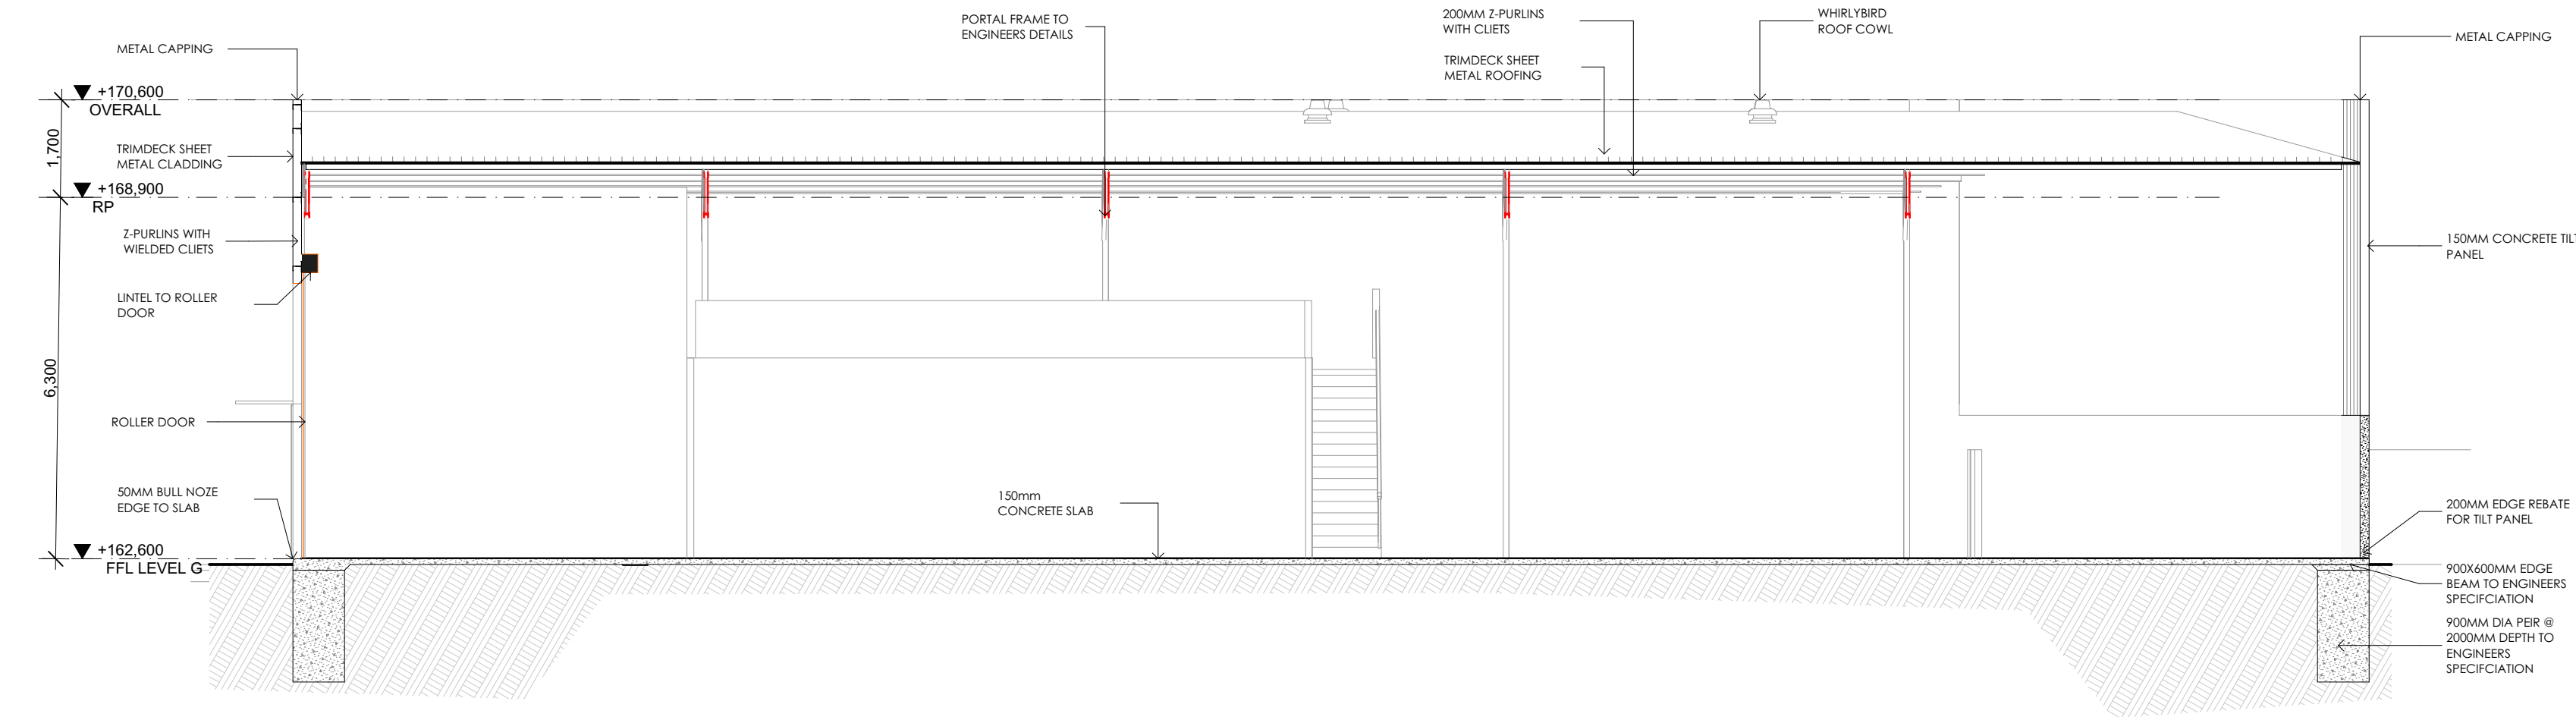 METAL CAPPING
PORTAL FRAME TO
ENGINEERS DETAILS
200MM Z-PURLINS
WITH CLIETS
TRIMDECK SHEET
METAL ROOFING
WHIRLYBIRD
ROOF COWL
METAL CAPPING
+170,600
OVERALL
1,700
TRIMDECK SHEET
METAL CLADDING
+168,900
RP
Z-PURLINS WITH
WIELDED CLIETS
150MM CONCRETE TILT
PANEL
LINTEL TO ROLLER
DOOR
6,300
ROLLER DOOR
50MM BULL NOZE
EDGE TO SLAB
150mm
CONCRETE SLAB
200MM EDGE REBATE
FOR TILT PANEL
+162,600
FFL LEVEL G
900X600MM EDGE
BEAM TO ENGINEERS
SPECIFCIATION
900MM DIA PEIR @
2000MM DEPTH TO
ENGINEERS
SPECIFCIATION